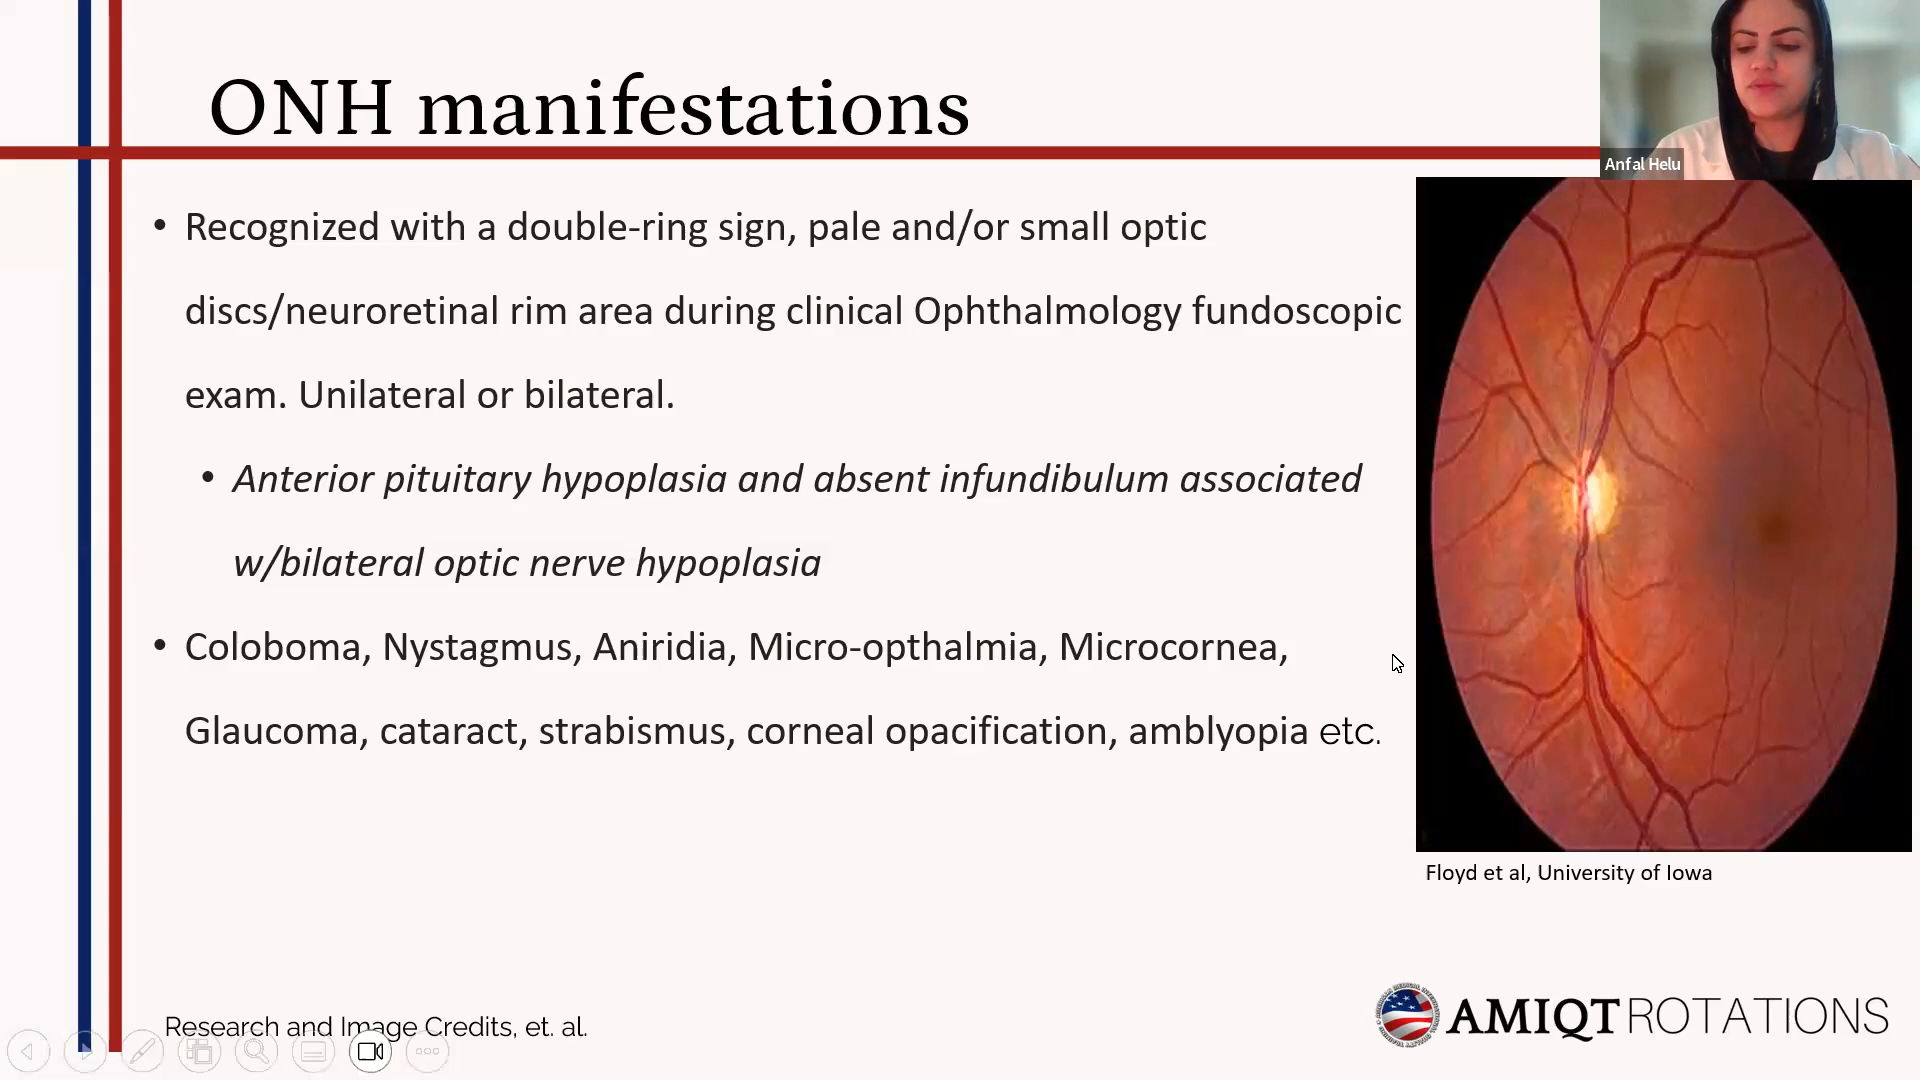 ONH manifestations
Anfal Helu
• Recognized with a double-ring sign, pale and/or small optic
discs/neuroretinal rim area during clinical Ophthalmology fundoscopic
exam. Unilateral or bilateral.
• Anterior pituitary hypoplasia and absent infundibulum associated
w/bilateral optic nerve hypoplasia
• Coloboma, Nystagmus, Aniridia, Micro-opthalmia, Microcornea,
Glaucoma, cataract, strabismus, corneal opacification, amblyopia etc.
Floyd et al, University of Iowa
AMIQT ROTATIONS
Research and Image Credits, et. al.